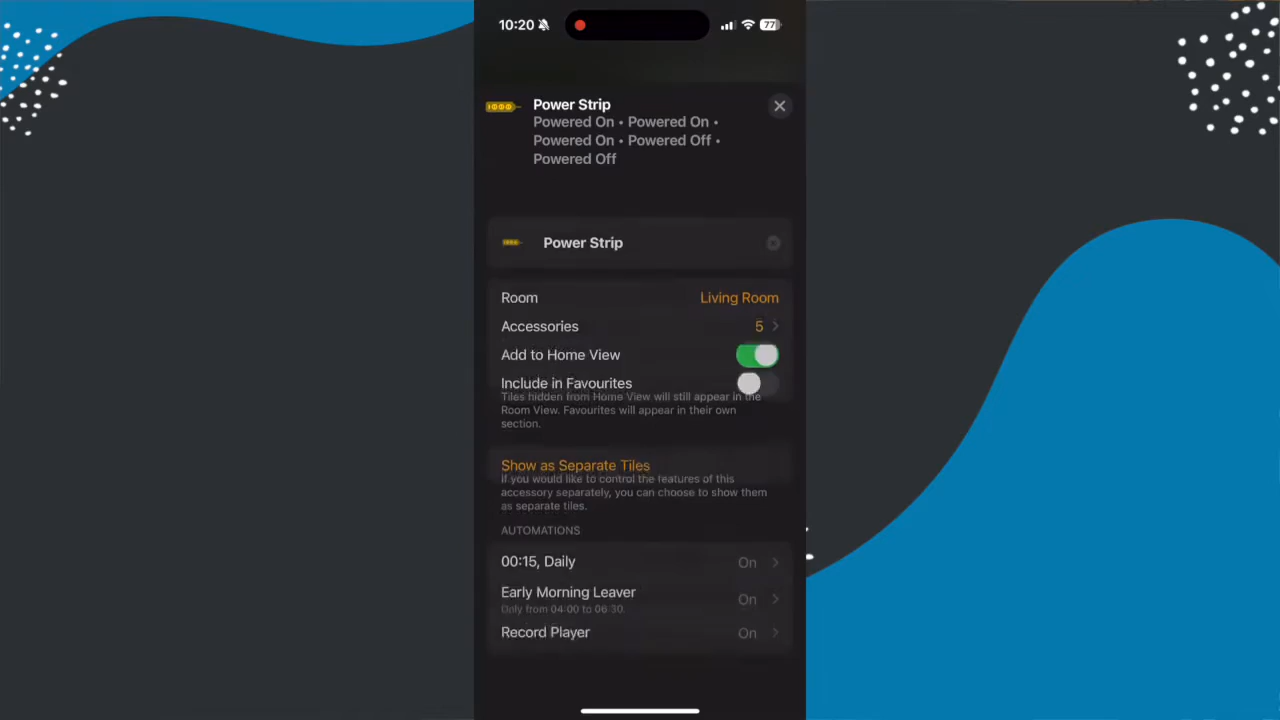 10:20
77
Power Strip
Powered On • Powered On •
Powered On • Powered Off •
Powered Off
Power Strip
Room Living Room
Accessories 5
Add to Home View
Include in Favourites
Tiles hidden from Home View will still appear in the
Room View. Favourites will appear in their own
section.
Show as Separate Tiles
If you would like to control the features of this
accessory separately, you can choose to show them
as separate tiles.
AUTOMATIONS
00:15, Daily On
Early Morning Leaver On
Only from 04:00 to 06:30.
Record Player On